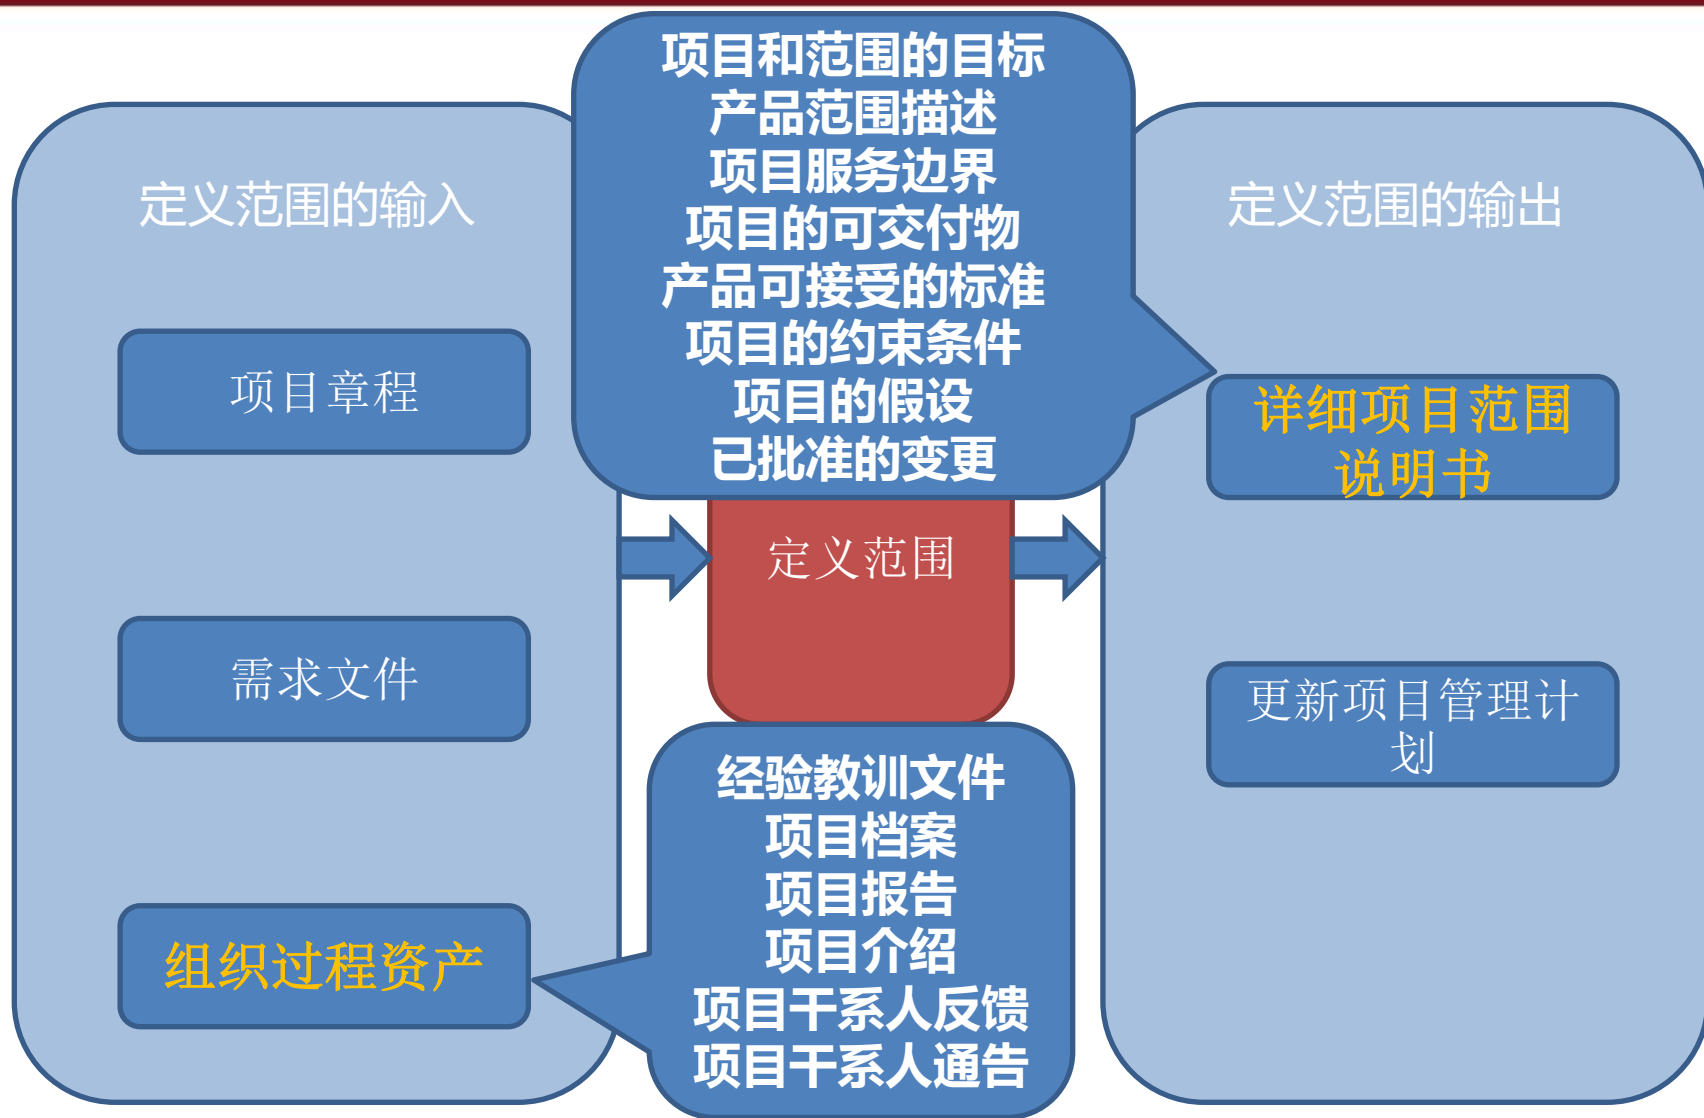 定义范围的输入
项目章程
需求文件
组织过程资产
项目和范围的目标
产品范围描述
项目服务边界
项目的可交付物
产品可接受的标准
项目的约束条件
项目的假设
已批准的变更
定义范围
经验教训文件
项目档案
项目报告
项目介绍
项目干系人反馈
项目干系人通告
定义范围的输出
详细项目范围
说明书
更新项目管理计
划